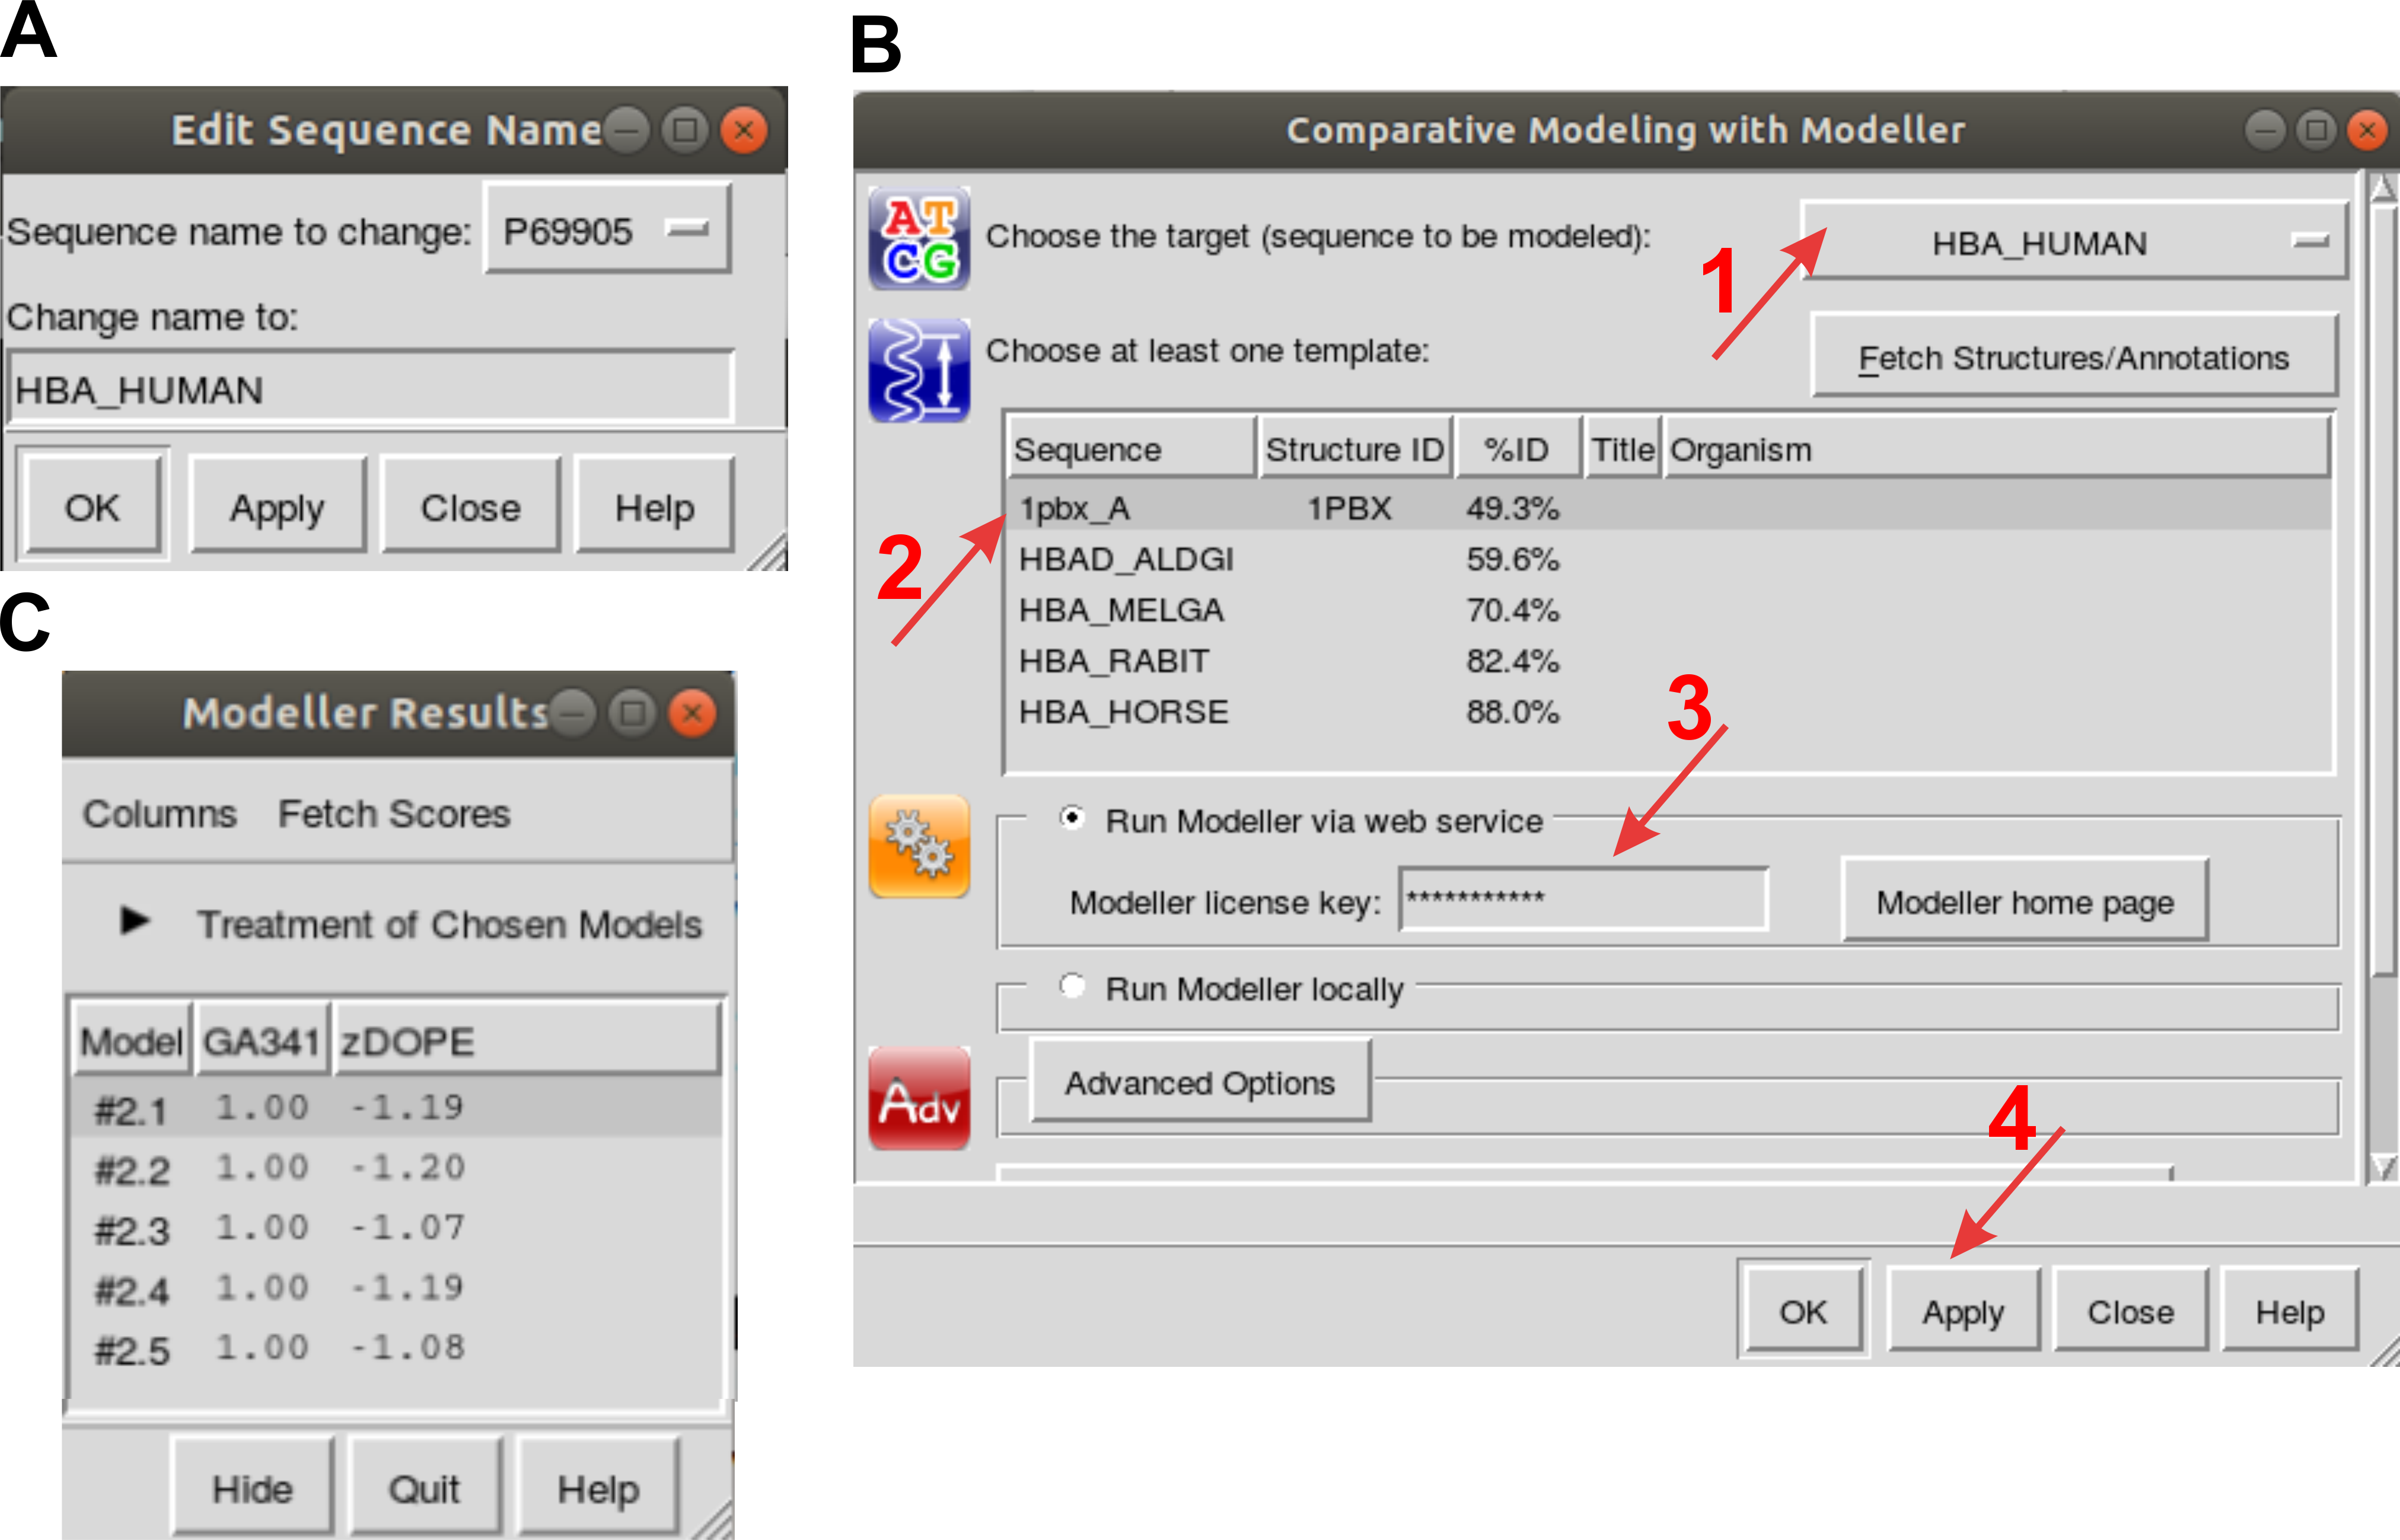 A
Edit Sequence Name
Sequence name to change: P69905
Change name to:
HBA_HUMAN
OK Apply Close Help
B
Comparative Modeling with Modeller
ATCG
Choose the target (sequence to be modeled): HBA_HUMAN
1
Choose at least one template: Fetch Structures/Annotations
Sequence Structure ID %ID Title Organism
1pbx_A 1PBX 49.3%
HBAD_ALDGI 59.6%
HBA_MELGA 70.4%
HBA_RABIT 82.4%
HBA_HORSE 88.0%
2
3
Run Modeller via web service
Modeller license key: *********** Modeller home page
Run Modeller locally
Adv
Advanced Options
4
OK Apply Close Help
C
Modeller Results
Columns Fetch Scores
Treatment of Chosen Models
Model GA341 zDOPE
#2.1 1.00 -1.19
#2.2 1.00 -1.20
#2.3 1.00 -1.07
#2.4 1.00 -1.19
#2.5 1.00 -1.08
Hide Quit Help